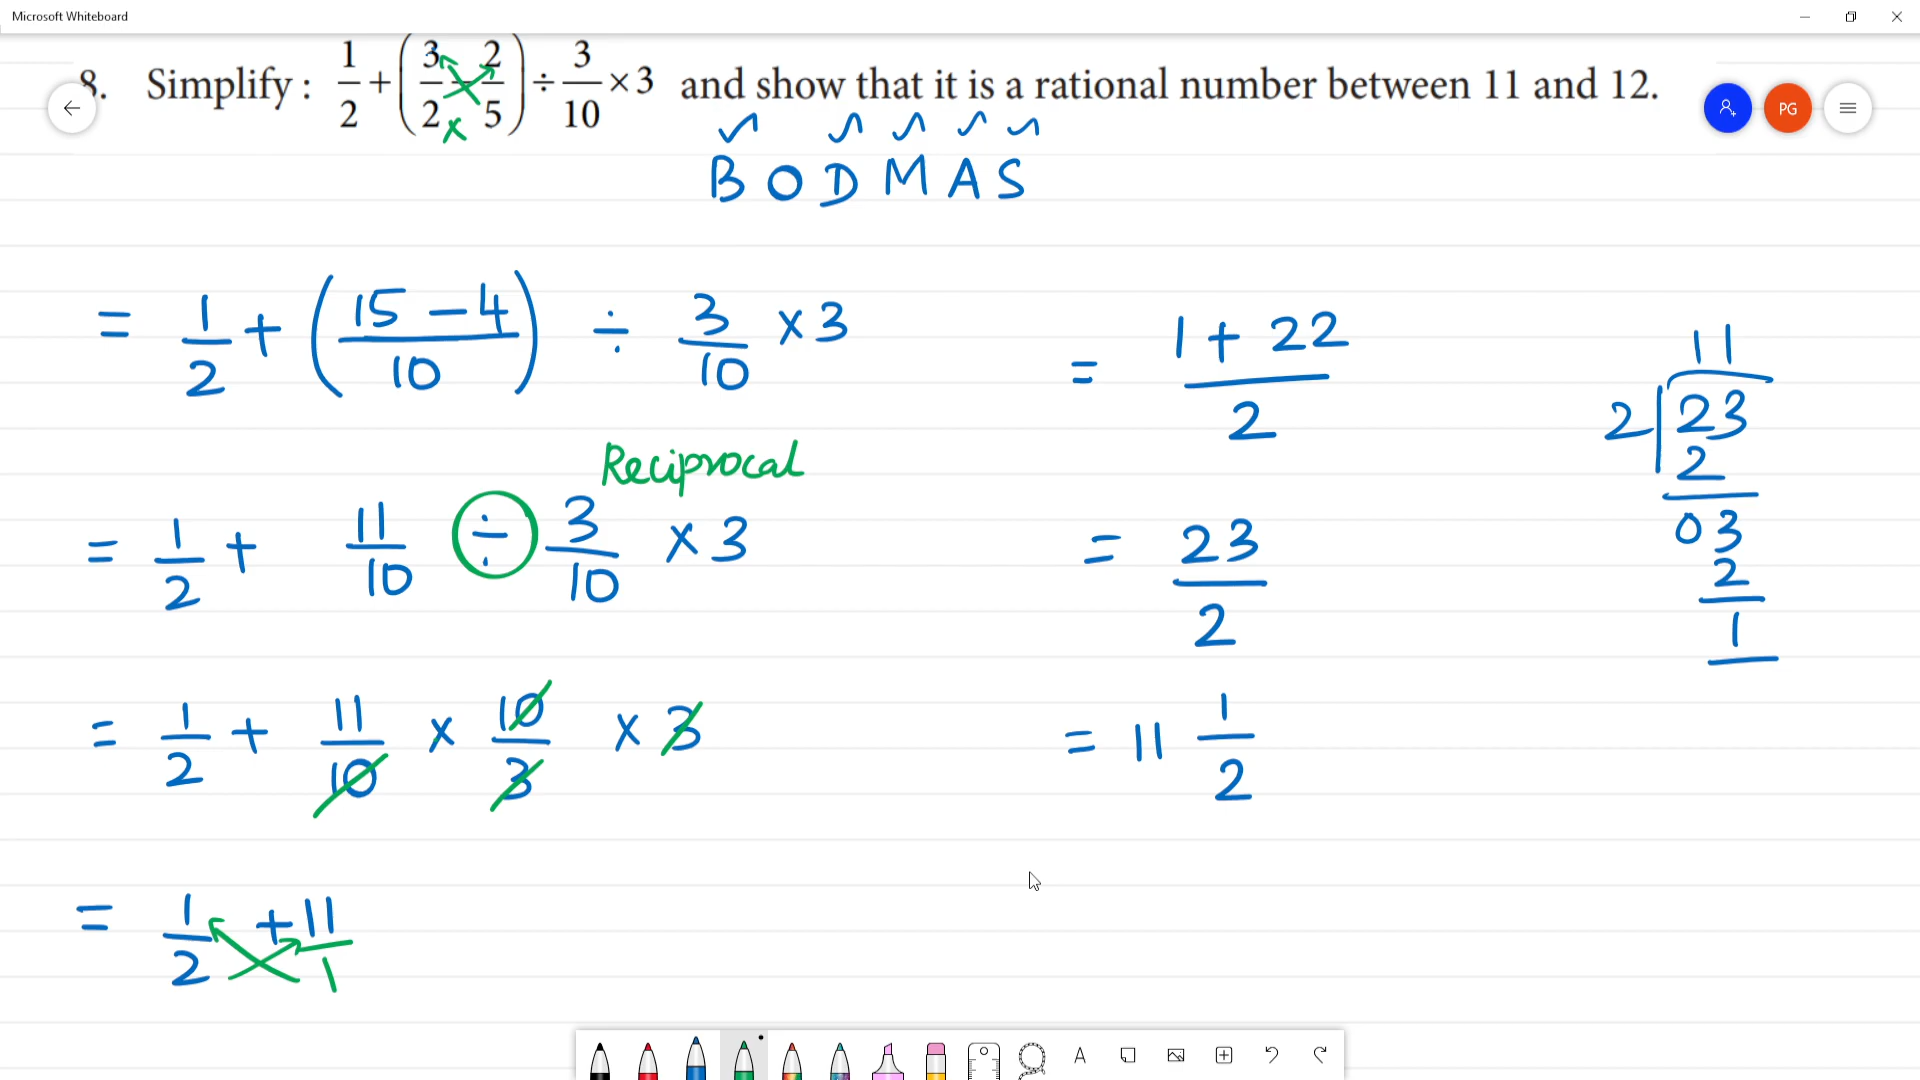 Microsoft Whiteboard
8. Simplify : 1/2 + (3/2 - 2/5) ÷ 3/10 × 3 and show that it is a rational number between 11 and 12.
×
PG
B O D M A S
= 1/2 + (15 - 4 / 10) ÷ 3/10 × 3
Reciprocal
= 1/2 + 11/10 ÷ 3/10 × 3
= 1/2 + 11/10 × 10/3 × 3
= 1/2 + 11/1
= 1 + 22 / 2
= 23/2
= 11 1/2
11
2 23
2
03
2
1
A